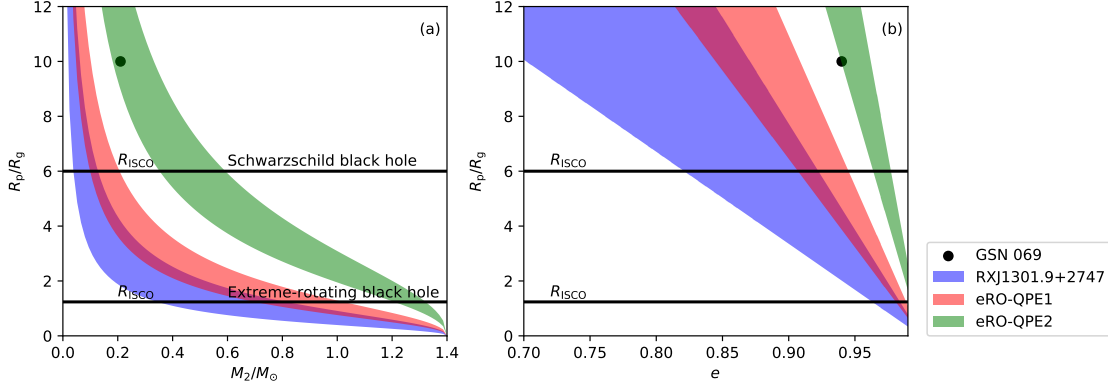 (a)
12
10
8
6
4
2
0
R_p/R_g
R_ISCO
Schwarzschild black hole
R_ISCO
Extreme-rotating black hole
0.0 0.2 0.4 0.6 0.8 1.0 1.2 1.4
M_2/M_⊙
(b)
12
10
8
6
4
2
0
R_p/R_g
R_ISCO
R_ISCO
0.70 0.75 0.80 0.85 0.90 0.95
e
GSN 069
RXJ1301.9+2747
eRO-QPE1
eRO-QPE2